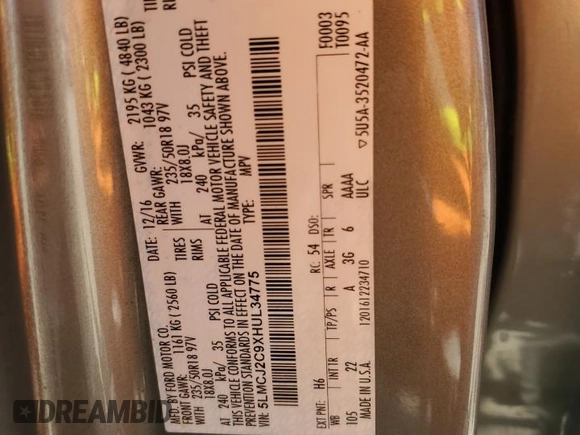 MFD. BY FORD MOTOR CO.
DATE: 12/16 GVWR: 2195 KG ( 4840 LB)
FRONT GAWR: 1161 KG ( 2560 LB) REAR GAWR: 1043 KG ( 2300 LB)
WITH 235/50R18 97V TIRES WITH 235/50R18 97V
18X8.0J RIMS 18X8.0J
AT 240 kPa/ 35 PSI COLD AT 240 kPa/ 35 PSI COLD
THIS VEHICLE CONFORMS TO ALL APPLICABLE FEDERAL MOTOR VEHICLE SAFETY AND THEFT
PREVENTION STANDARDS IN EFFECT ON THE DATE OF MANUFACTURE SHOWN ABOVE.
VIN: 5LMCJ2C9XHUL34775 TYPE: MPV
F0003
T0095
EXT PNT: H6 RC: 54 DSO:
WB INT TR TP/PS R AXLE TR SPR
105 22 A 3G 6 AAAA
ULC
MADE IN U.S.A. 1201612234710
5U5A-3520472-AA
DREAMBID